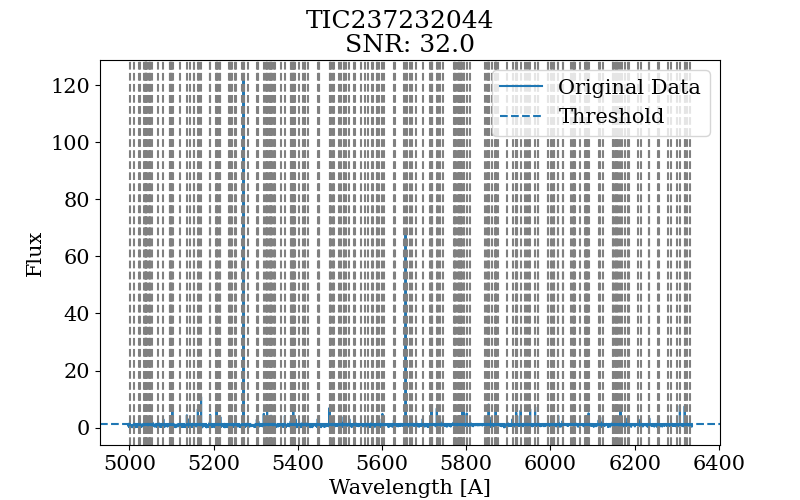 TIC237232044
SNR: 32.0
Original Data
Threshold
120
100
80
60
40
20
0
Flux
5000 5200 5400 5600 5800 6000 6200 6400
Wavelength [A]